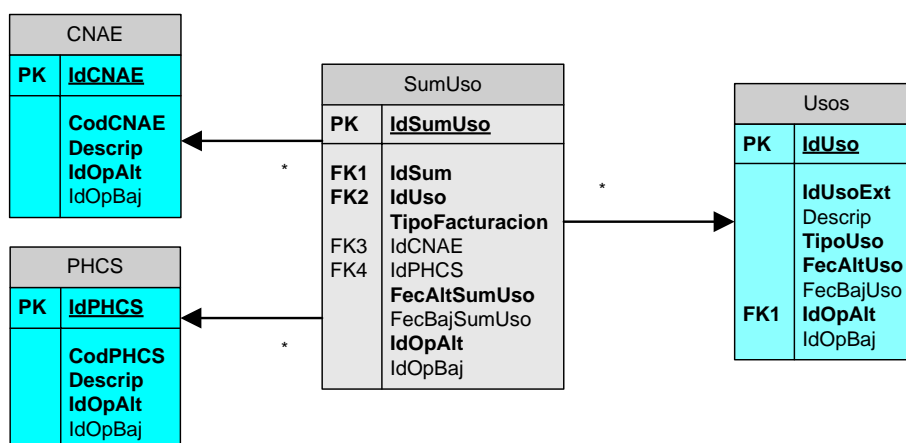 CNAE
PK IdCNAE
CodCNAE
Descrip
IdOpAlt
IdOpBaj
*
PHCS
PK IdPHCS
CodPHCS
Descrip
IdOpAlt
IdOpBaj
*
SumUso
PK IdSumUso
FK1 IdSum
FK2 IdUso
TipoFacturacion
FK3 IdCNAE
FK4 IdPHCS
FecAltSumUso
FecBajSumUso
IdOpAlt
IdOpBaj
*
Usos
PK IdUso
IdUsoExt
Descrip
TipoUso
FecAltUso
FecBajUso
FK1 IdOpAlt
IdOpBaj